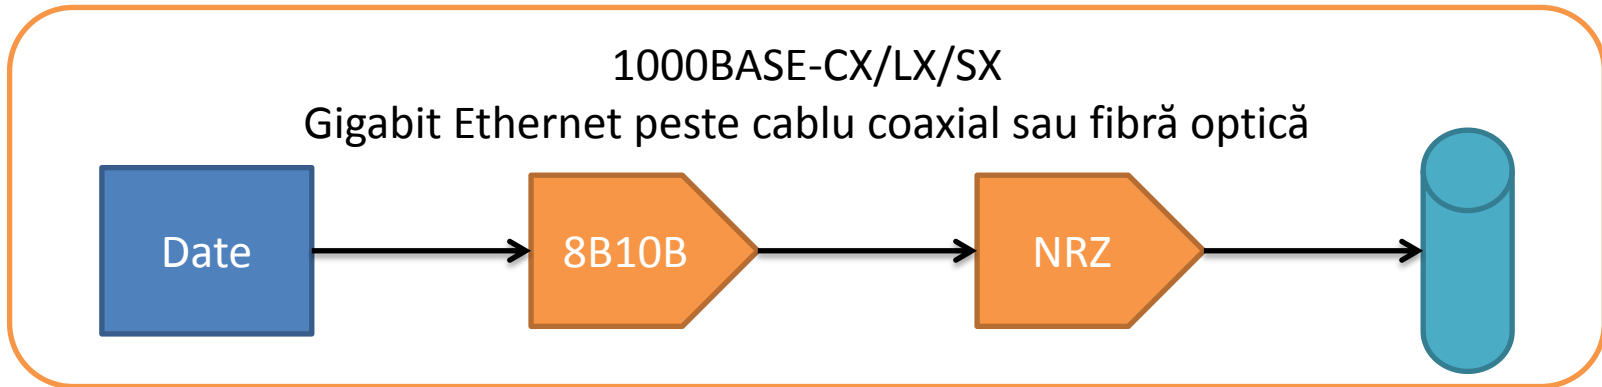 1000BASE-CX/LX/SX
Gigabit Ethernet peste cablu coaxial sau fibră optică
Date
8B10B
NRZ